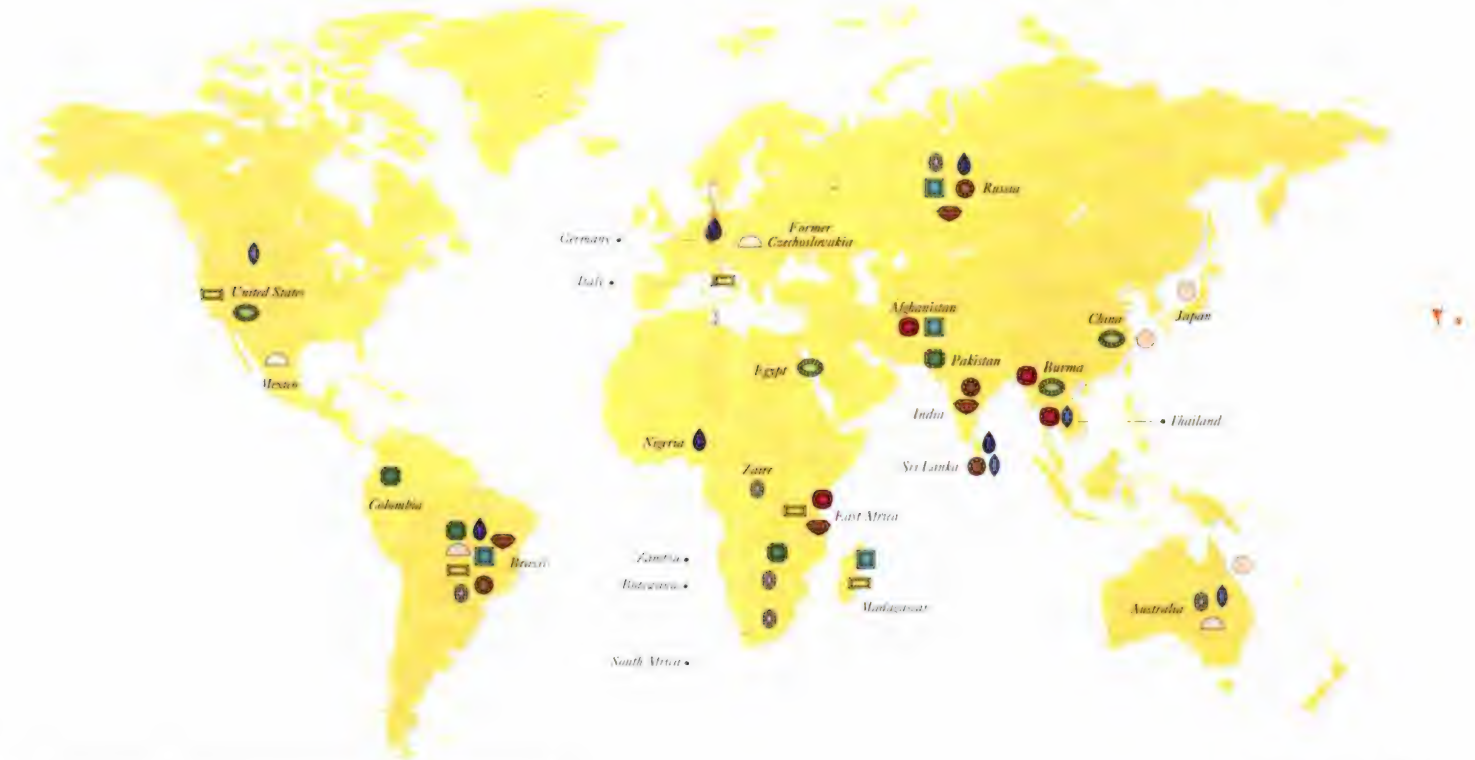 Russia
Germany
Former
Czechoslovakia
Italy
United States
Afghanistan
China
Japan
٢٠
Pakistan
Burma
Egypt
Mexico
India
Thailand
Nigeria
Sri Lanka
Zaire
Colombia
East Africa
Brazil
Zambia
Botswana
Madagascar
Australia
South Africa